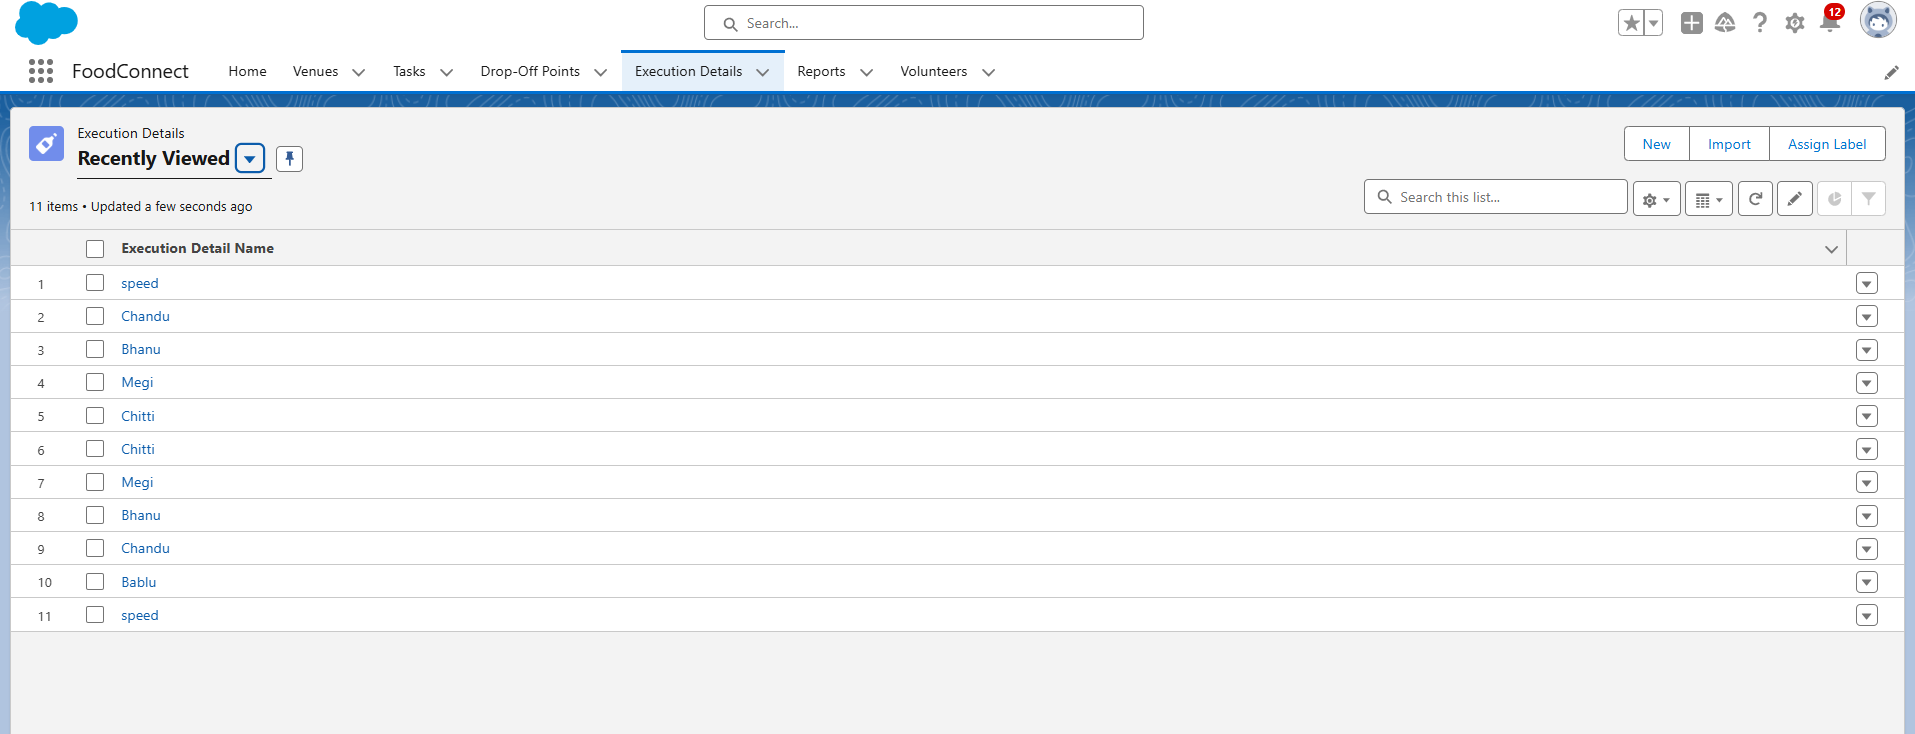 Search...
12
FoodConnect Home Venues Tasks Drop-Off Points Execution Details Reports Volunteers
Execution Details
Recently Viewed
New Import Assign Label
11 items • Updated a few seconds ago
Search this list...
Execution Detail Name
1 speed
2 Chandu
3 Bhanu
4 Megi
5 Chitti
6 Chitti
7 Megi
8 Bhanu
9 Chandu
10 Bablu
11 speed